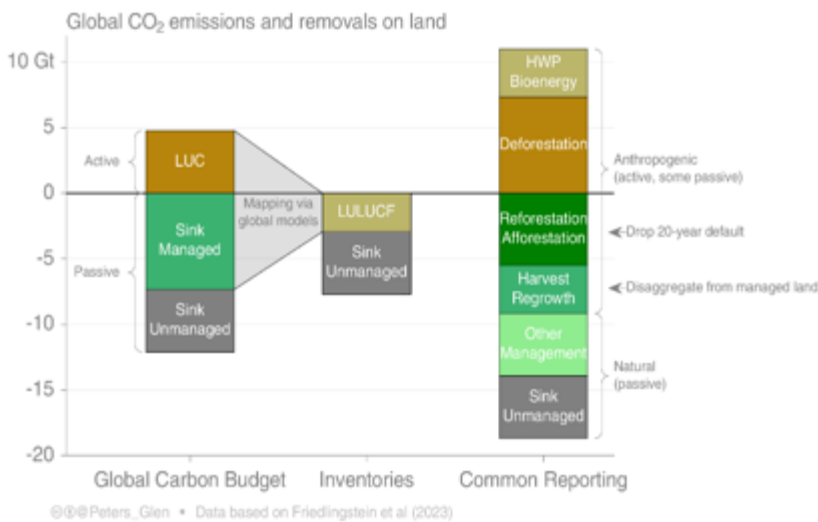 Global CO₂ emissions and removals on land
10 Gt
5
0
-5
-10
-15
-20
Active
Passive
LUC
Sink
Managed
Sink
Unmanaged
Mapping via
global models
LULUCF
Sink
Unmanaged
HWP
Bioenergy
Deforestation
Reforestation
Afforestation
Harvest
Regrowth
Other
Management
Sink
Unmanaged
Anthropogenic
(active, some passive)
Drop 20-year default
Disaggregate from managed land
Natural
(passive)
Global Carbon Budget
Inventories
Common Reporting
@Peters_Glen • Data based on Friedlingstein et al (2023)